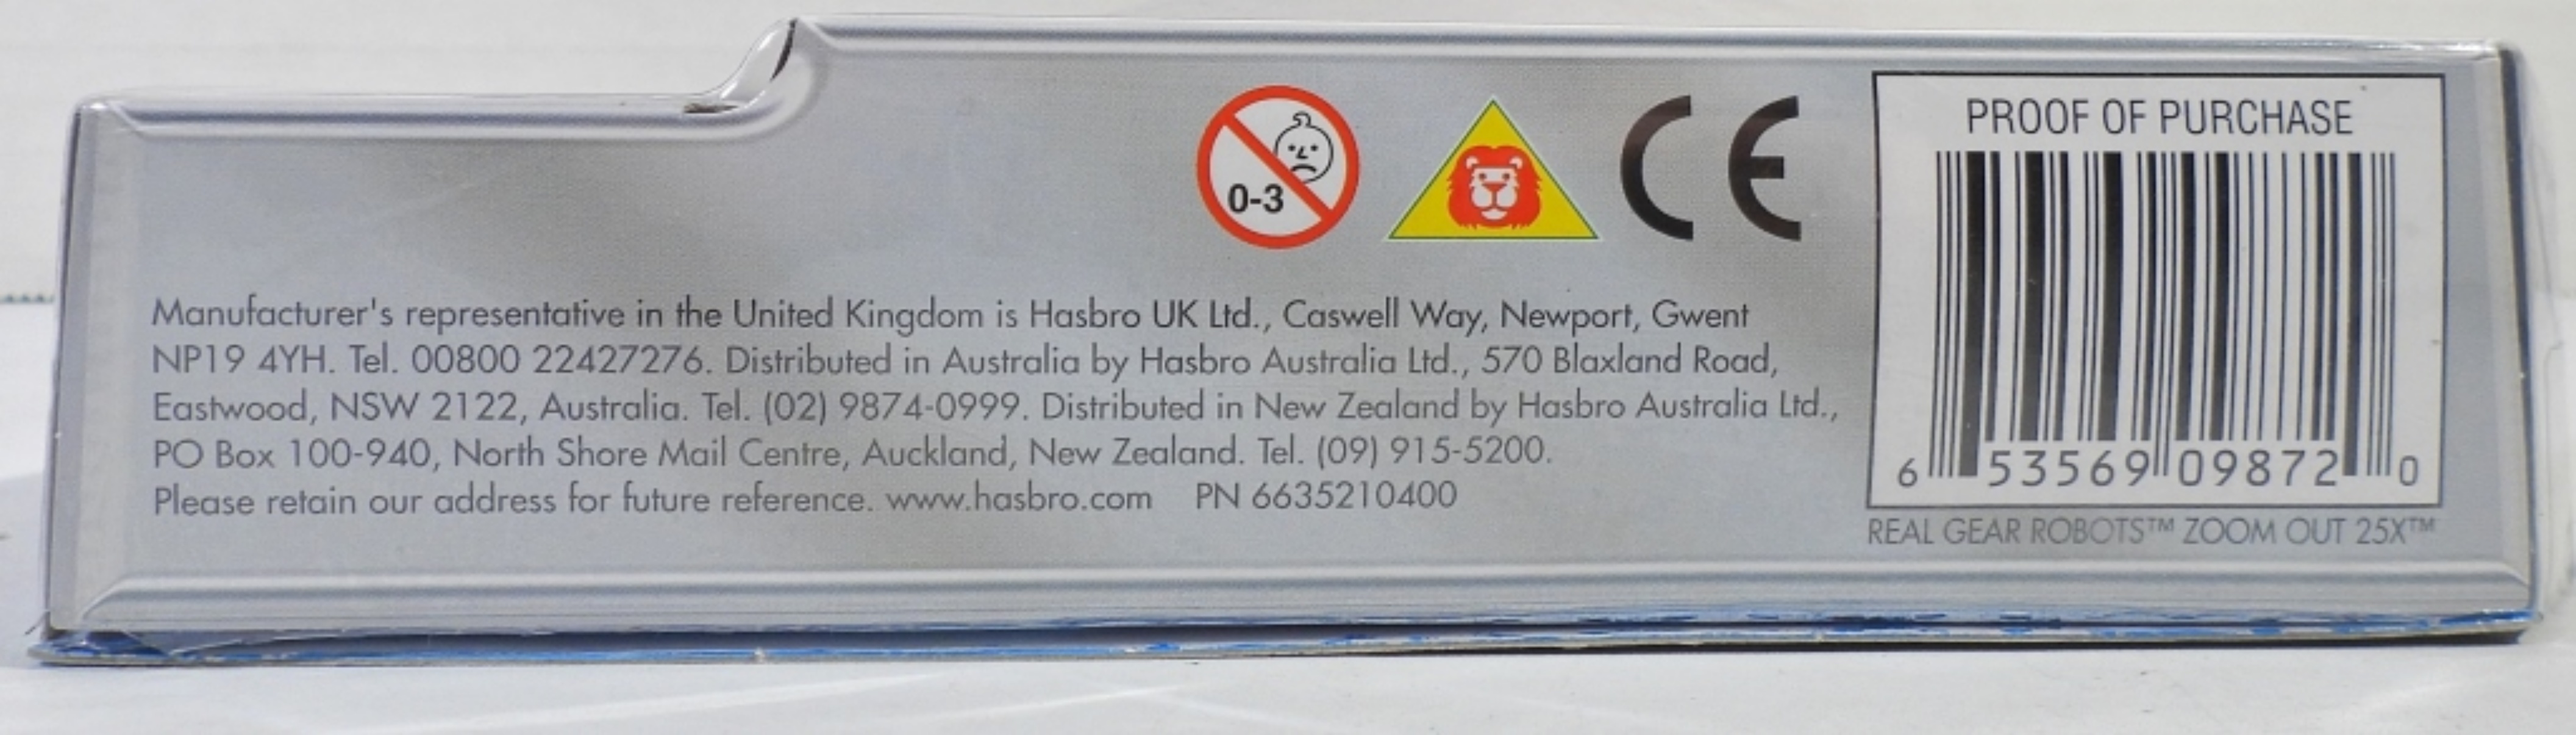 0-3
CE
PROOF OF PURCHASE
6 53569 09872 0
REAL GEAR ROBOTS™ ZOOM OUT 25X™
Manufacturer's representative in the United Kingdom is Hasbro UK Ltd., Caswell Way, Newport, Gwent
NP19 4YH. Tel. 00800 22427276. Distributed in Australia by Hasbro Australia Ltd., 570 Blaxland Road,
Eastwood, NSW 2122, Australia. Tel. (02) 9874-0999. Distributed in New Zealand by Hasbro Australia Ltd.,
PO Box 100-940, North Shore Mail Centre, Auckland, New Zealand. Tel. (09) 915-5200.
Please retain our address for future reference. www.hasbro.com PN 6635210400